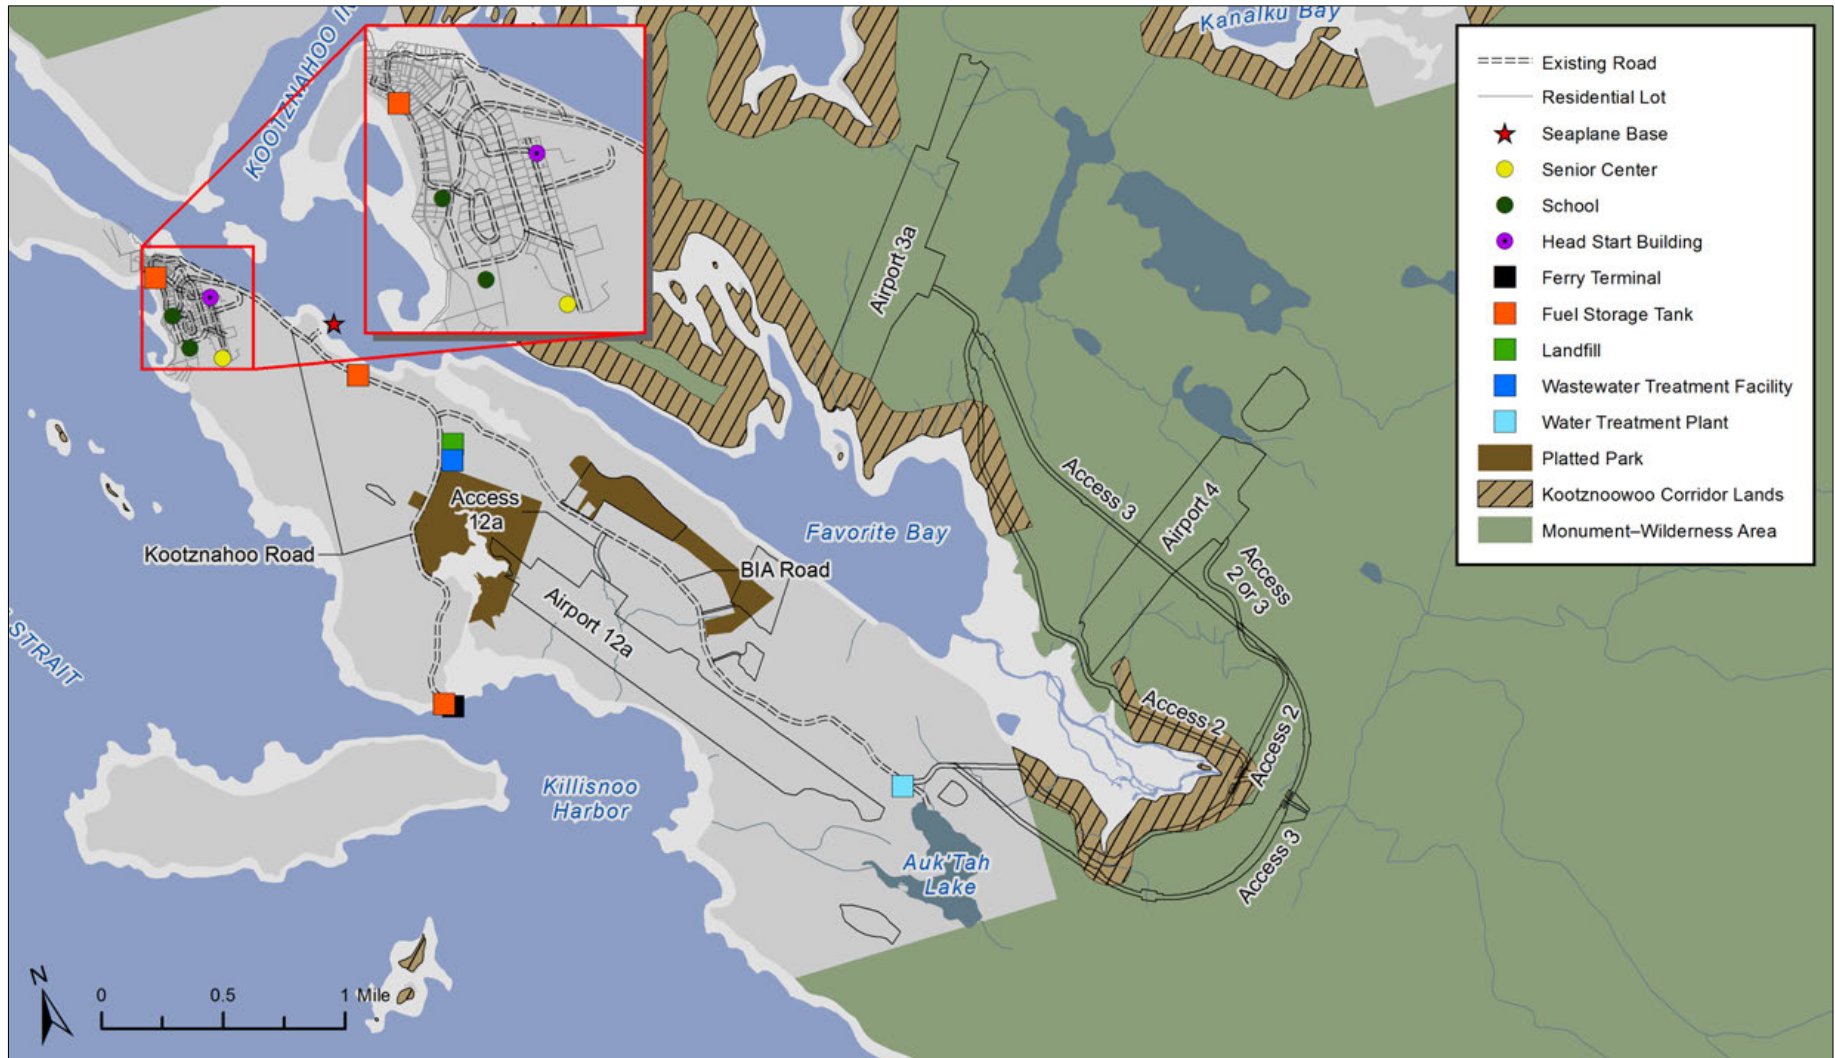 Kanalku Bay
KOOTZNAHOO
Existing Road
Residential Lot
Seaplane Base
Senior Center
School
Head Start Building
Ferry Terminal
Fuel Storage Tank
Landfill
Wastewater Treatment Facility
Water Treatment Plant
Platted Park
Kootznoowoo Corridor Lands
Monument–Wilderness Area
Airport 3a
Access 3
Airport 4
Access
12a
Favorite Bay
Kootznahoo Road
BIA Road
Access
2 or 3
Airport 12a
STRAIT
Access 2
Access 2
Killisnoo
Harbor
Access 3
Auk'Tah
Lake
N
0 0.5 1 Mile